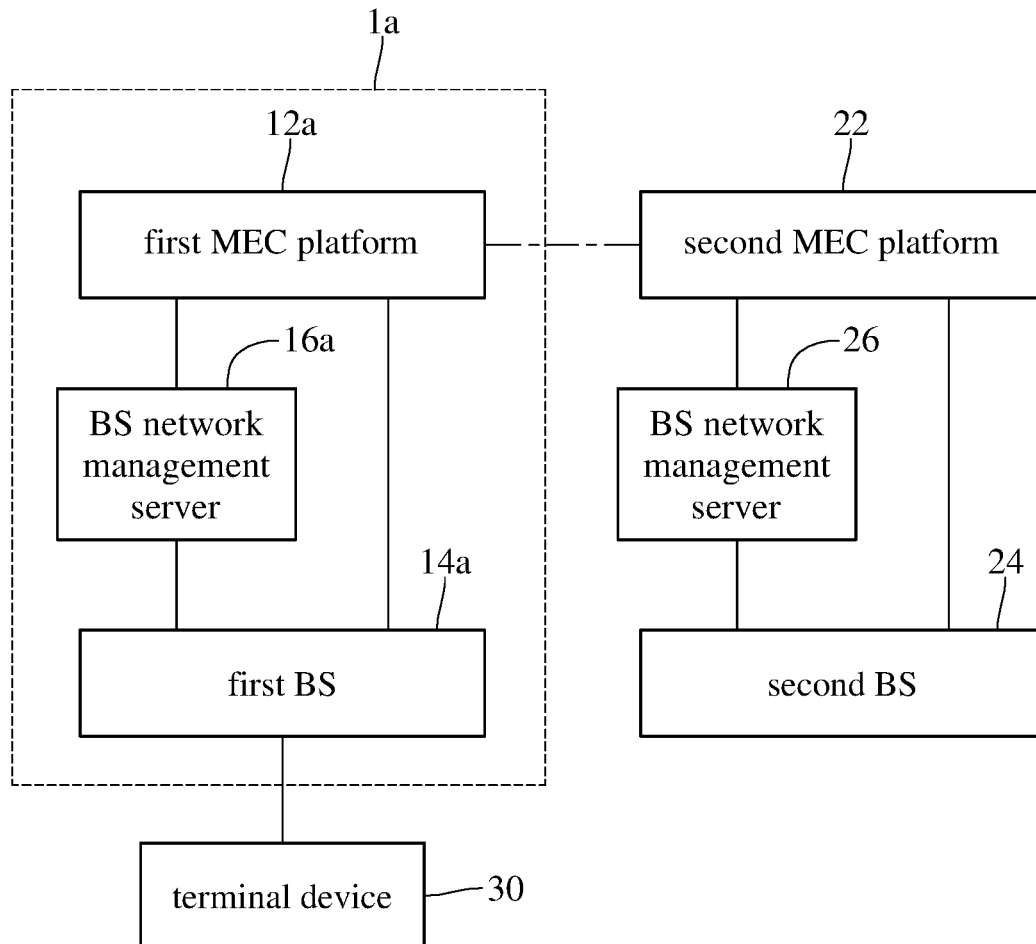 1a
12a
22
first MEC platform
second MEC platform
16a
26
BS network
management
server
BS network
management
server
14a
24
first BS
second BS
terminal device
30